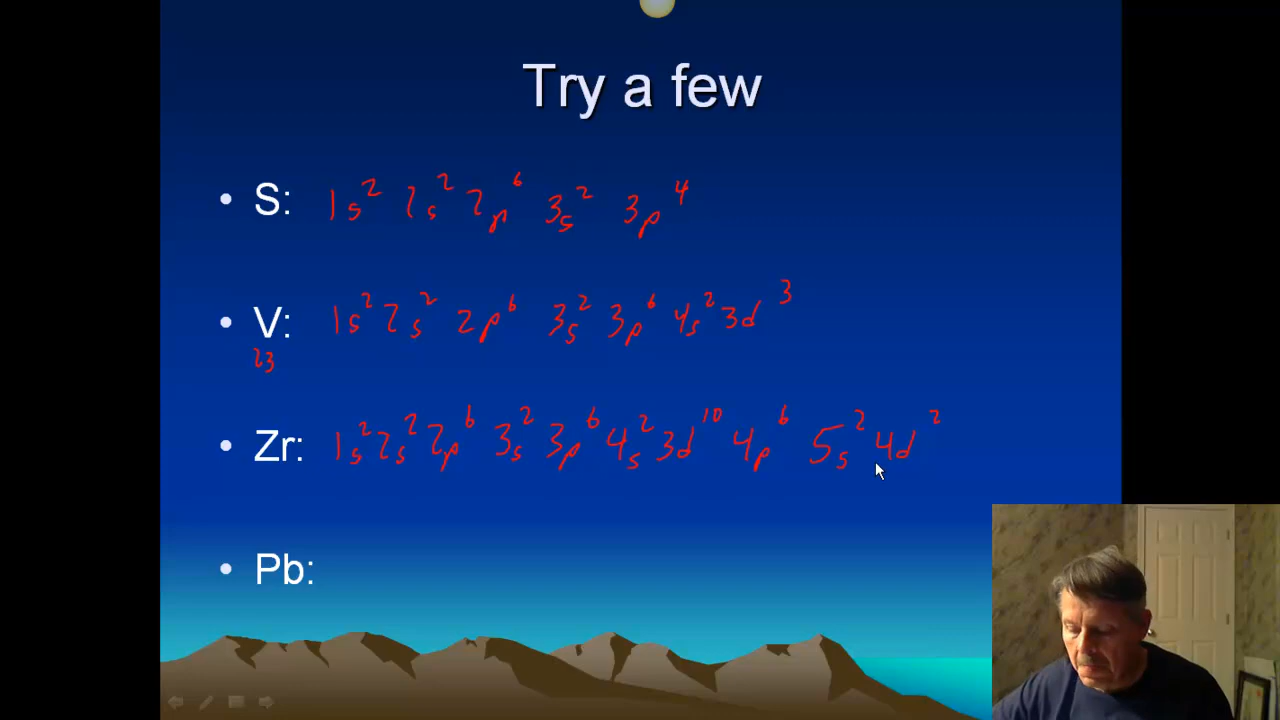 Try a few
• S: 1s² 2s² 2p⁶ 3s² 3p⁴
• V: 1s² 2s² 2p⁶ 3s² 3p⁶ 4s² 3d³
23
• Zr: 1s² 2s² 2p⁶ 3s² 3p⁶ 4s² 3d¹⁰ 4p⁶ 5s² 4d²
• Pb: